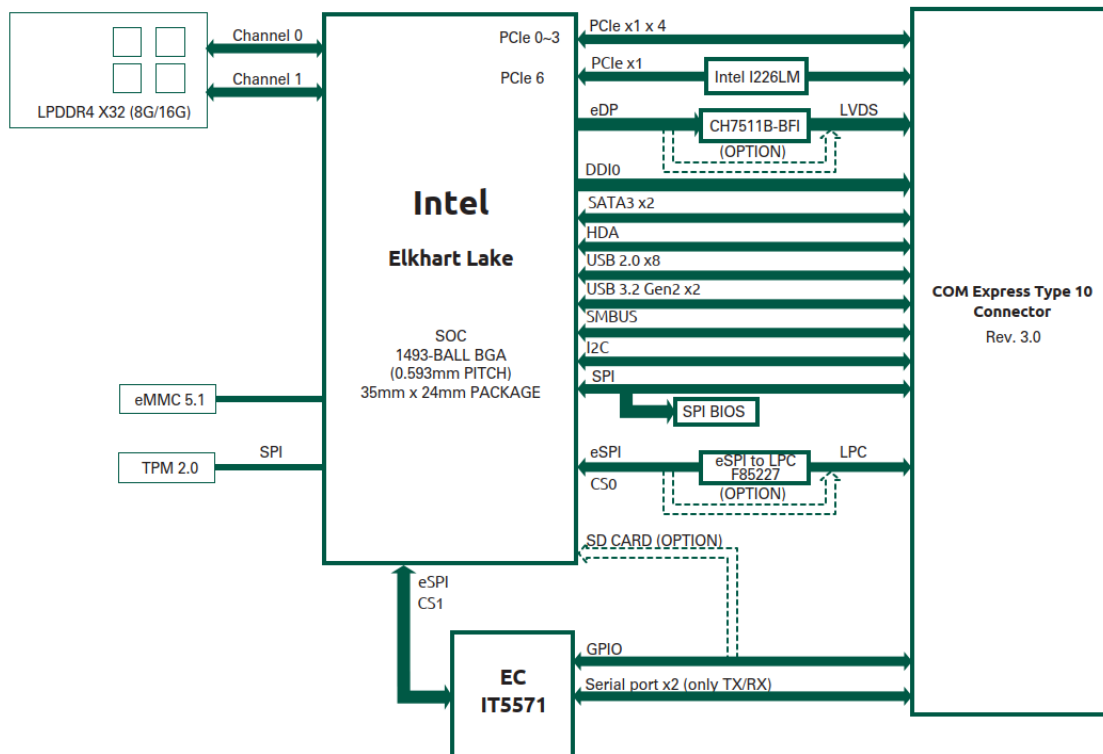 Channel 0
Channel 1
LPDDR4 X32 (8G/16G)
Intel
Elkhart Lake
SOC
1493-BALL BGA
(0.593mm PITCH)
35mm x 24mm PACKAGE
PCIe 0~3
PCIe 6
eMMC 5.1
TPM 2.0
SPI
PCIe x1 x 4
PCIe x1
Intel I226LM
eDP
CH7511B-BFI
LVDS
(OPTION)
DDI0
SATA3 x2
HDA
USB 2.0 x8
USB 3.2 Gen2 x2
SMBUS
I2C
SPI
SPI BIOS
eSPI
CS0
eSPI to LPC
F85227
LPC
(OPTION)
SD CARD (OPTION)
eSPI
CS1
EC
IT5571
GPIO
Serial port x2 (only TX/RX)
COM Express Type 10
Connector
Rev. 3.0